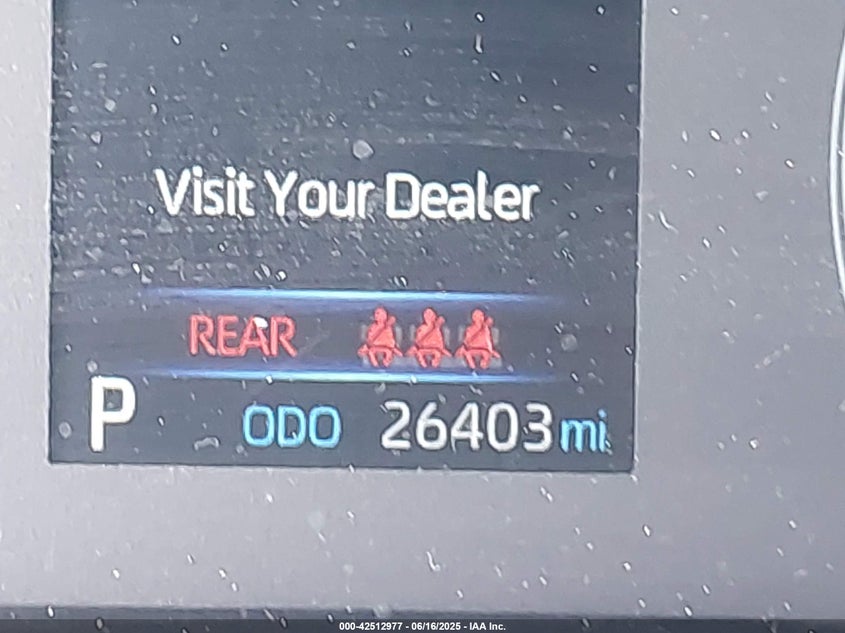 Visit Your Dealer
REAR
P ODO 26403 mi
000-42512977 - 06/16/2025 - IAA Inc.